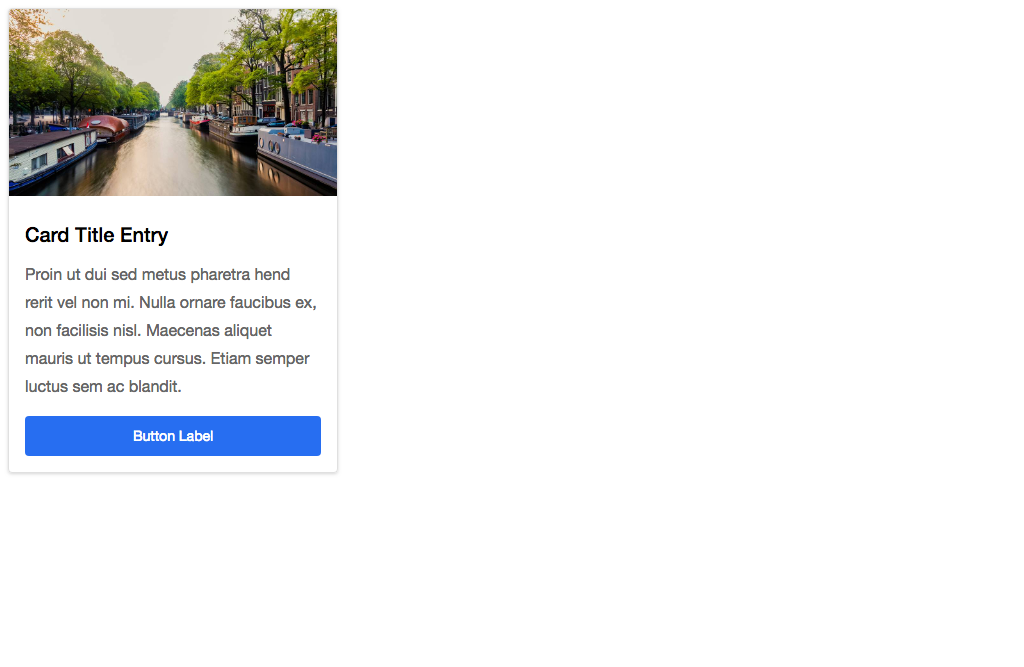 Card Title Entry
Proin ut dui sed metus pharetra hend
rerit vel non mi. Nulla ornare faucibus ex,
non facilisis nisl. Maecenas aliquet
mauris ut tempus cursus. Etiam semper
luctus sem ac blandit.
Button Label